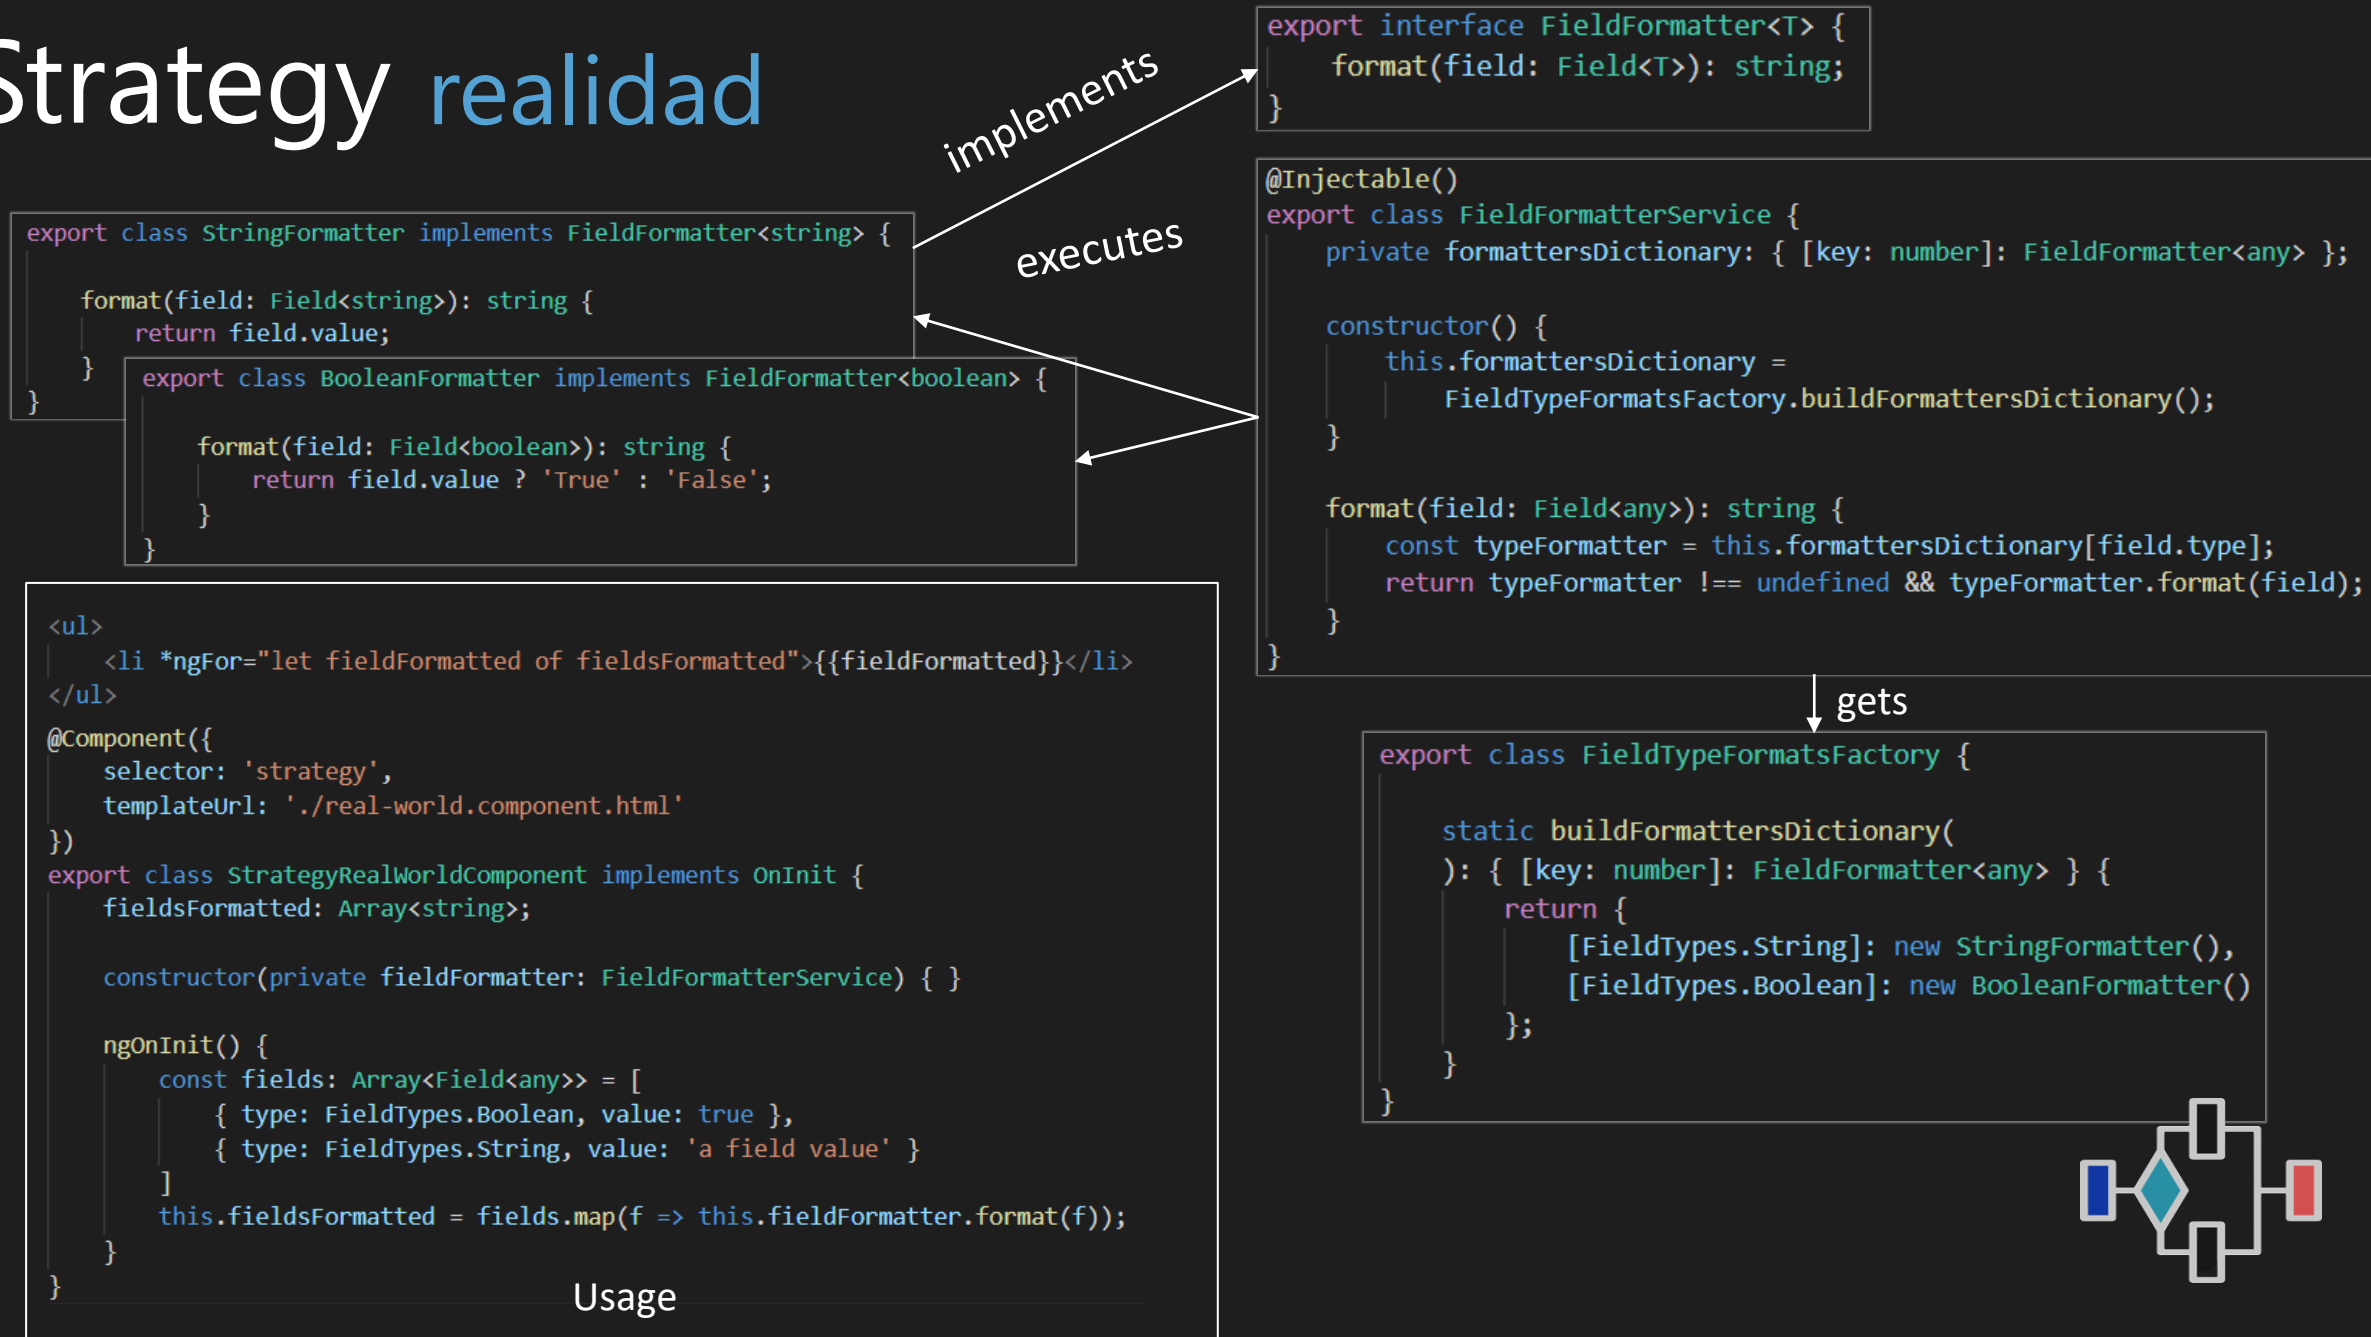 Strategy realidad
implements
executes
export interface FieldFormatter<T> {
    format(field: Field<T>): string;
}
export class StringFormatter implements FieldFormatter<string> {
    format(field: Field<string>): string {
        return field.value;
    }
}
export class BooleanFormatter implements FieldFormatter<boolean> {
    format(field: Field<boolean>): string {
        return field.value ? 'True' : 'False';
    }
}
@Injectable()
export class FieldFormatterService {
    private formattersDictionary: { [key: number]: FieldFormatter<any> };
    constructor() {
        this.formattersDictionary =
            FieldTypeFormatsFactory.buildFormattersDictionary();
    }
    format(field: Field<any>): string {
        const typeFormatter = this.formattersDictionary[field.type];
        return typeFormatter !== undefined && typeFormatter.format(field);
    }
}
gets
export class FieldTypeFormatsFactory {
    static buildFormattersDictionary(
    ): { [key: number]: FieldFormatter<any> } {
        return {
            [FieldTypes.String]: new StringFormatter(),
            [FieldTypes.Boolean]: new BooleanFormatter()
        };
    }
}
<ul>
    <li *ngFor="let fieldFormatted of fieldsFormatted">{{fieldFormatted}}</li>
</ul>
@Component({
    selector: 'strategy',
    templateUrl: './real-world.component.html'
})
export class StrategyRealWorldComponent implements OnInit {
    fieldsFormatted: Array<string>;
    constructor(private fieldFormatter: FieldFormatterService) { }
    ngOnInit() {
        const fields: Array<Field<any>> = [
            { type: FieldTypes.Boolean, value: true },
            { type: FieldTypes.String, value: 'a field value' }
        ]
        this.fieldsFormatted = fields.map(f => this.fieldFormatter.format(f));
    }
}
Usage